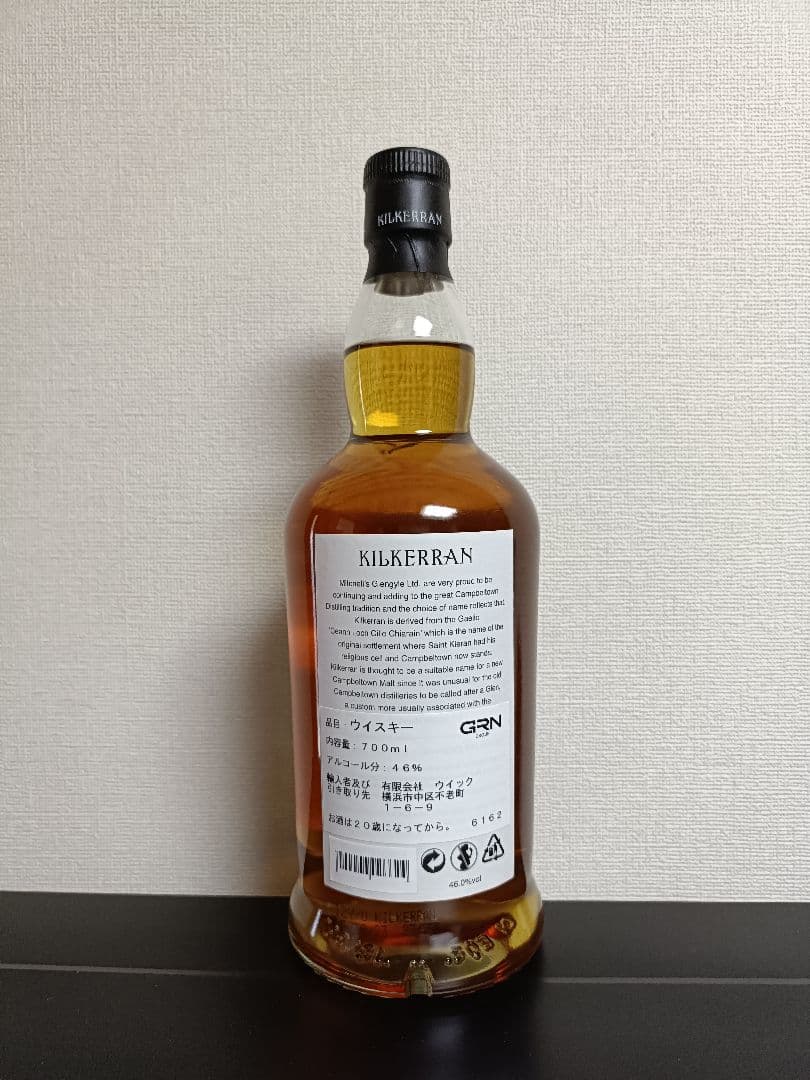 KILKERRAN
KILKERRAN
Mitchell's Glengyle Ltd. are very proud to be
continuing and adding to the great Campbeltown
Distilling tradition and the choice of name reflects that.
Kilkerran is derived from the Gaelic
'Ceann Loch Cille Chiarain' which is the name of the
original settlement where Saint Kieran had his
religious cell and Campbeltown now stands.
Kilkerran is thought to be a suitable name for a new
Campbeltown Malt since it was unusual for the old
Campbeltown distilleries to be called after a Glen,
a custom more usually associated with the
品目:ウイスキー
GRN
GROUP
内容量:700ml
アルコール分:46%
輸入者及び 有限会社 ウイック
引き取り先 横浜市中区不老町
1-6-9
お酒は20歳になってから。 6162
46.0%vol
KILKERRAN